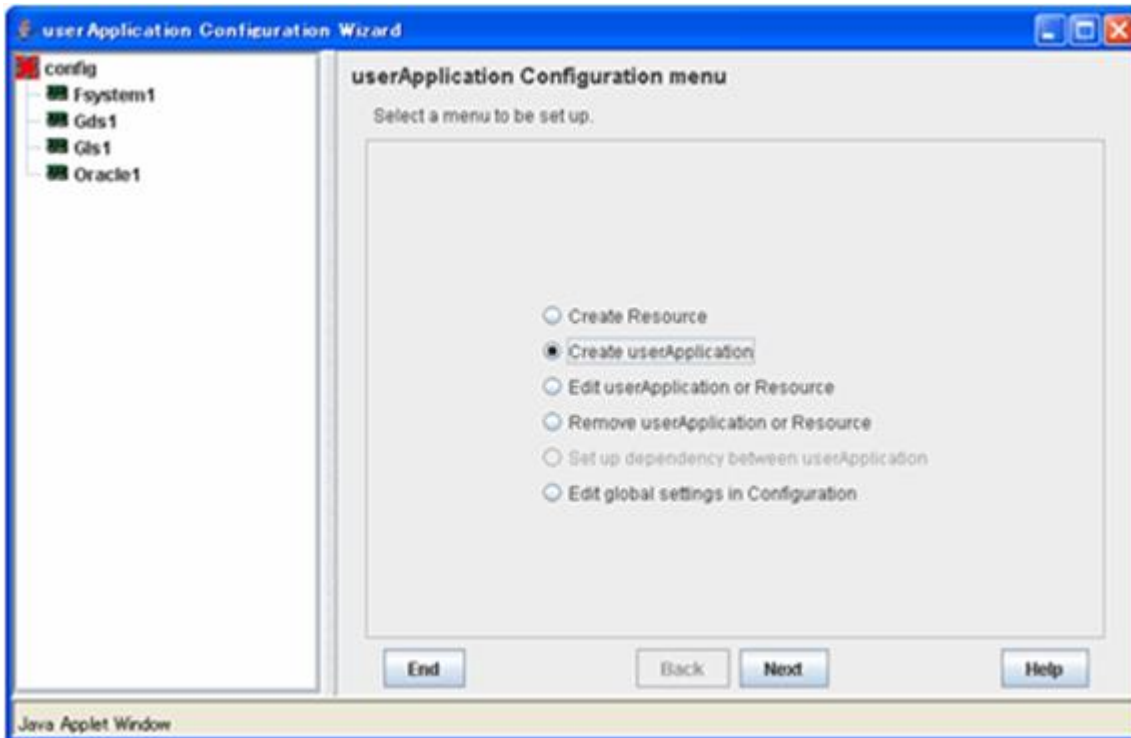 userApplication Configuration Wizard
config
Fsystem1
Gds1
Gls1
Oracle1
userApplication Configuration menu
Select a menu to be set up.
Create Resource
Create userApplication
Edit userApplication or Resource
Remove userApplication or Resource
Set up dependency between userApplication
Edit global settings in Configuration
End Back Next Help
Java Applet Window